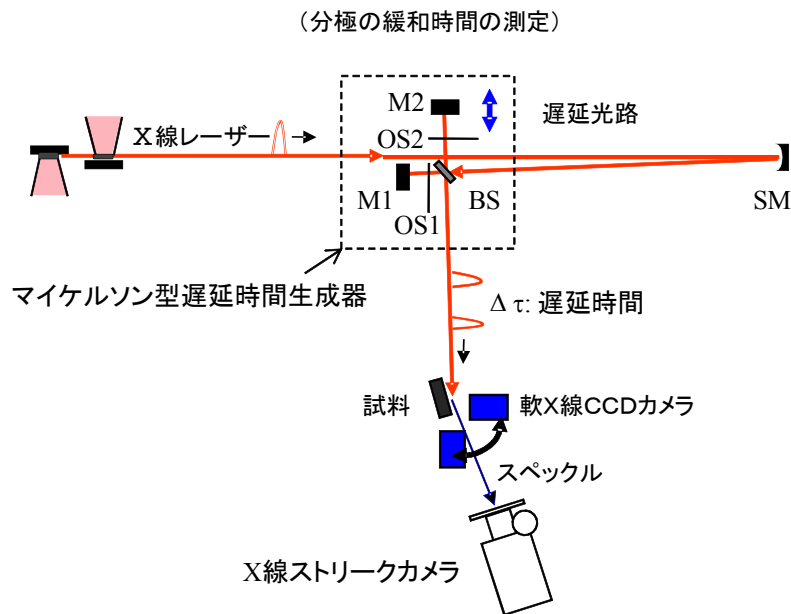 (分極の緩和時間の測定)
M2
遅延光路
X線レーザー
OS2
M1
BS
SM
OS1
マイケルソン型遅延時間生成器
Δτ: 遅延時間
試料
軟X線CCDカメラ
スペックル
X線ストリークカメラ